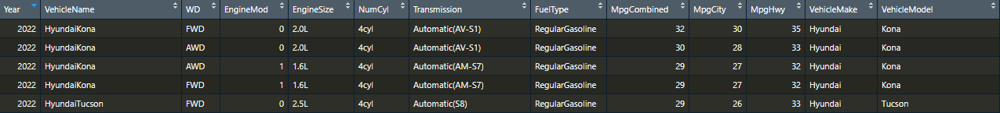 Year VehicleName WD EngineMod EngineSize NumCyl Transmission FuelType MpgCombined MpgCity MpgHwy VehicleMake VehicleModel
2022 HyundaiKona FWD 0 2.0L 4cyl Automatic(AV-S1) RegularGasoline 32 30 35 Hyundai Kona
2022 HyundaiKona AWD 0 2.0L 4cyl Automatic(AV-S1) RegularGasoline 30 28 33 Hyundai Kona
2022 HyundaiKona AWD 1 1.6L 4cyl Automatic(AM-S7) RegularGasoline 29 27 32 Hyundai Kona
2022 HyundaiKona FWD 1 1.6L 4cyl Automatic(AM-S7) RegularGasoline 29 27 32 Hyundai Kona
2022 HyundaiTucson FWD 0 2.5L 4cyl Automatic(S8) RegularGasoline 29 26 33 Hyundai Tucson